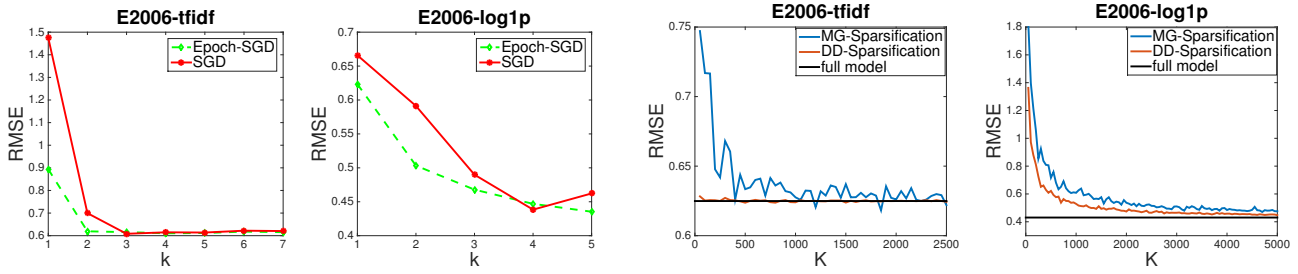 E2006-tfidf
Epoch-SGD
SGD
RMSE
1.5
1.4
1.3
1.2
1.1
1
0.9
0.8
0.7
0.6
1 2 3 4 5 6 7
k
E2006-log1p
Epoch-SGD
SGD
RMSE
0.7
0.65
0.6
0.55
0.5
0.45
0.4
1 2 3 4 5
k
E2006-tfidf
MG-Sparsification
DD-Sparsification
full model
RMSE
0.75
0.7
0.65
0.6
0 500 1000 1500 2000 2500
K
E2006-log1p
MG-Sparsification
DD-Sparsification
full model
RMSE
1.8
1.6
1.4
1.2
1
0.8
0.6
0.4
0 1000 2000 3000 4000 5000
K